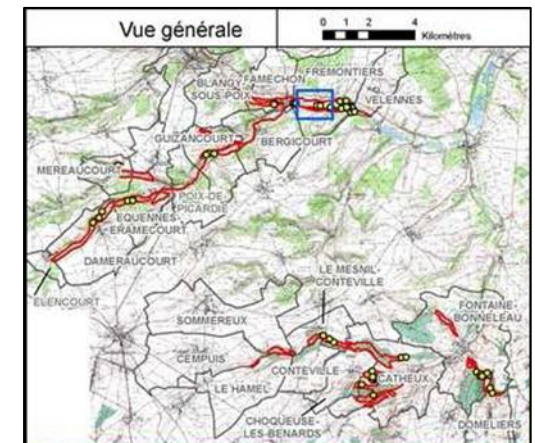 Vue générale
0 1 2 4
Kilomètres
FREMONTIERS
FAMECHON
BLANGY-
SOUS-POIX
VELENNES
GUIZANCOURT
BERGICOURT
MEREAUCOURT
POIX-DE-
PICARDIE
EQUENNES-
ERAMECOURT
DAMERAUCOURT
ELENCOURT
LE MESNIL-
CONTEVILLE
FONTAINE-
BONNELEAU
SOMMEREUX
CEMPUIS
CONTEVILLE
CATHEUX
LE HAMEL
CHOQUEUSE-
LES-BENARDS
DOMELIERS